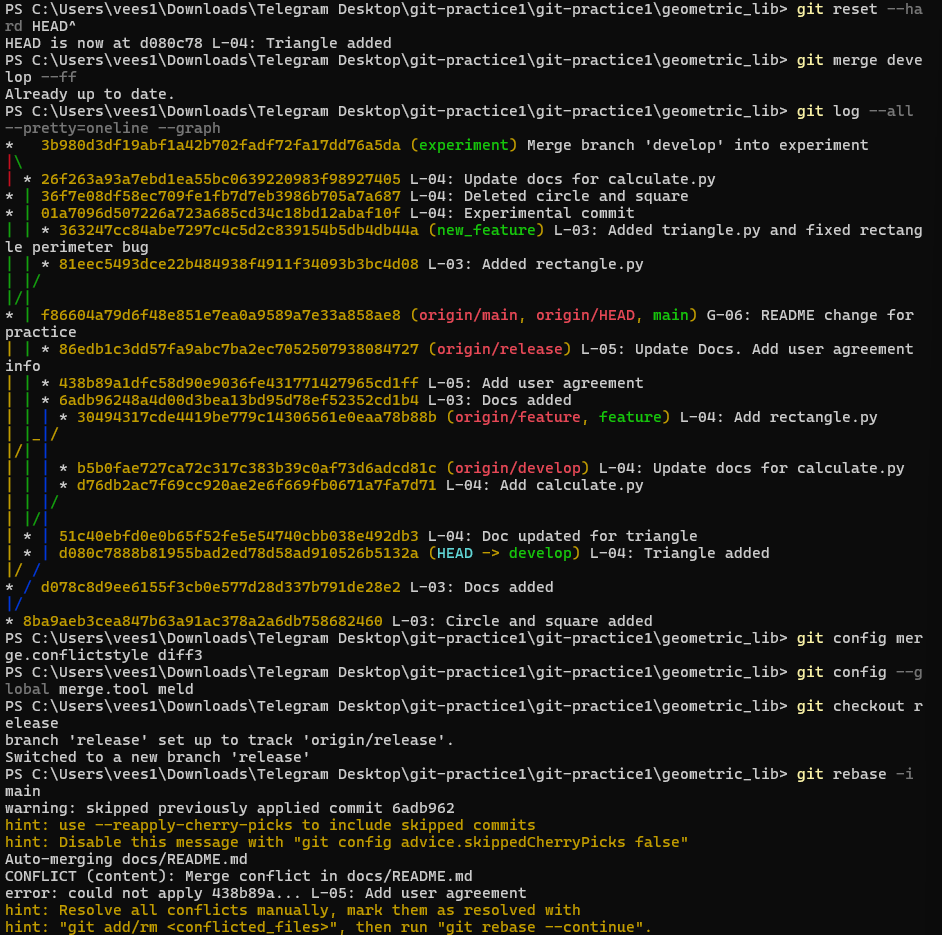 PS C:\Users\vees1\Downloads\Telegram Desktop\git-practice1\git-practice1\geometric_lib> git reset --ha
rd HEAD^
HEAD is now at d080c78 L-04: Triangle added
PS C:\Users\vees1\Downloads\Telegram Desktop\git-practice1\git-practice1\geometric_lib> git merge deve
lop --ff
Already up to date.
PS C:\Users\vees1\Downloads\Telegram Desktop\git-practice1\git-practice1\geometric_lib> git log --all
--pretty=oneline --graph
*   3b980d3df19abf1a42b702fadf72fa17dd76a5da (experiment) Merge branch 'develop' into experiment
|\
| * 26f263a93a7ebd1ea55bc0639220983f98927405 L-04: Update docs for calculate.py
* | 36f7e08df58ec709fe1fb7d7eb3986b705a7a687 L-04: Deleted circle and square
* | 01a7096d507226a723a685cd34c18bd12abaf10f L-04: Experimental commit
| | * 363247cc84abe7297c4c5d2c839154b5db4db44a (new_feature) L-03: Added triangle.py and fixed rectang
le perimeter bug
| | * 81eec5493dce22b484938f4911f34093b3bc4d08 L-03: Added rectangle.py
| |/
|/|
* | f86604a79d6f48e851e7ea0a9589a7e33a858ae8 (origin/main, origin/HEAD, main) G-06: README change for
practice
| | * 86edb1c3dd57fa9abc7ba2ec7052507938084727 (origin/release) L-05: Update Docs. Add user agreement
info
| | * 438b89a1dfc58d90e9036fe431771427965cd1ff L-05: Add user agreement
| | * 6adb96248a4d00d3bea13bd95d78ef52352cd1b4 L-03: Docs added
| | | * 30494317cde4419be779c14306561e0eaa78b88b (origin/feature, feature) L-04: Add rectangle.py
| |_|/
|/| |
| | | * b5b0fae727ca72c317c383b39c0af73d6adcd81c (origin/develop) L-04: Update docs for calculate.py
| | | * d76db2ac7f69cc920ae2e6f669fb0671a7fa7d71 L-04: Add calculate.py
| | |/
| |/|
| * | 51c40ebfd0e0b65f52fe5e54740cbb038e492db3 L-04: Doc updated for triangle
| * | d080c7888b81955bad2ed78d58ad910526b5132a (HEAD -> develop) L-04: Triangle added
|/ /
* / d078c8d9ee6155f3cb0e577d28d337b791de28e2 L-03: Docs added
|/
* 8ba9aeb3cea847b63a91ac378a2a6db758682460 L-03: Circle and square added
PS C:\Users\vees1\Downloads\Telegram Desktop\git-practice1\git-practice1\geometric_lib> git config mer
ge.conflictstyle diff3
PS C:\Users\vees1\Downloads\Telegram Desktop\git-practice1\git-practice1\geometric_lib> git config --g
lobal merge.tool meld
PS C:\Users\vees1\Downloads\Telegram Desktop\git-practice1\git-practice1\geometric_lib> git checkout r
elease
branch 'release' set up to track 'origin/release'.
Switched to a new branch 'release'
PS C:\Users\vees1\Downloads\Telegram Desktop\git-practice1\git-practice1\geometric_lib> git rebase -i
main
warning: skipped previously applied commit 6adb962
hint: use --reapply-cherry-picks to include skipped commits
hint: Disable this message with "git config advice.skippedCherryPicks false"
Auto-merging docs/README.md
CONFLICT (content): Merge conflict in docs/README.md
error: could not apply 438b89a... L-05: Add user agreement
hint: Resolve all conflicts manually, mark them as resolved with
hint: "git add/rm <conflicted_files>", then run "git rebase --continue".